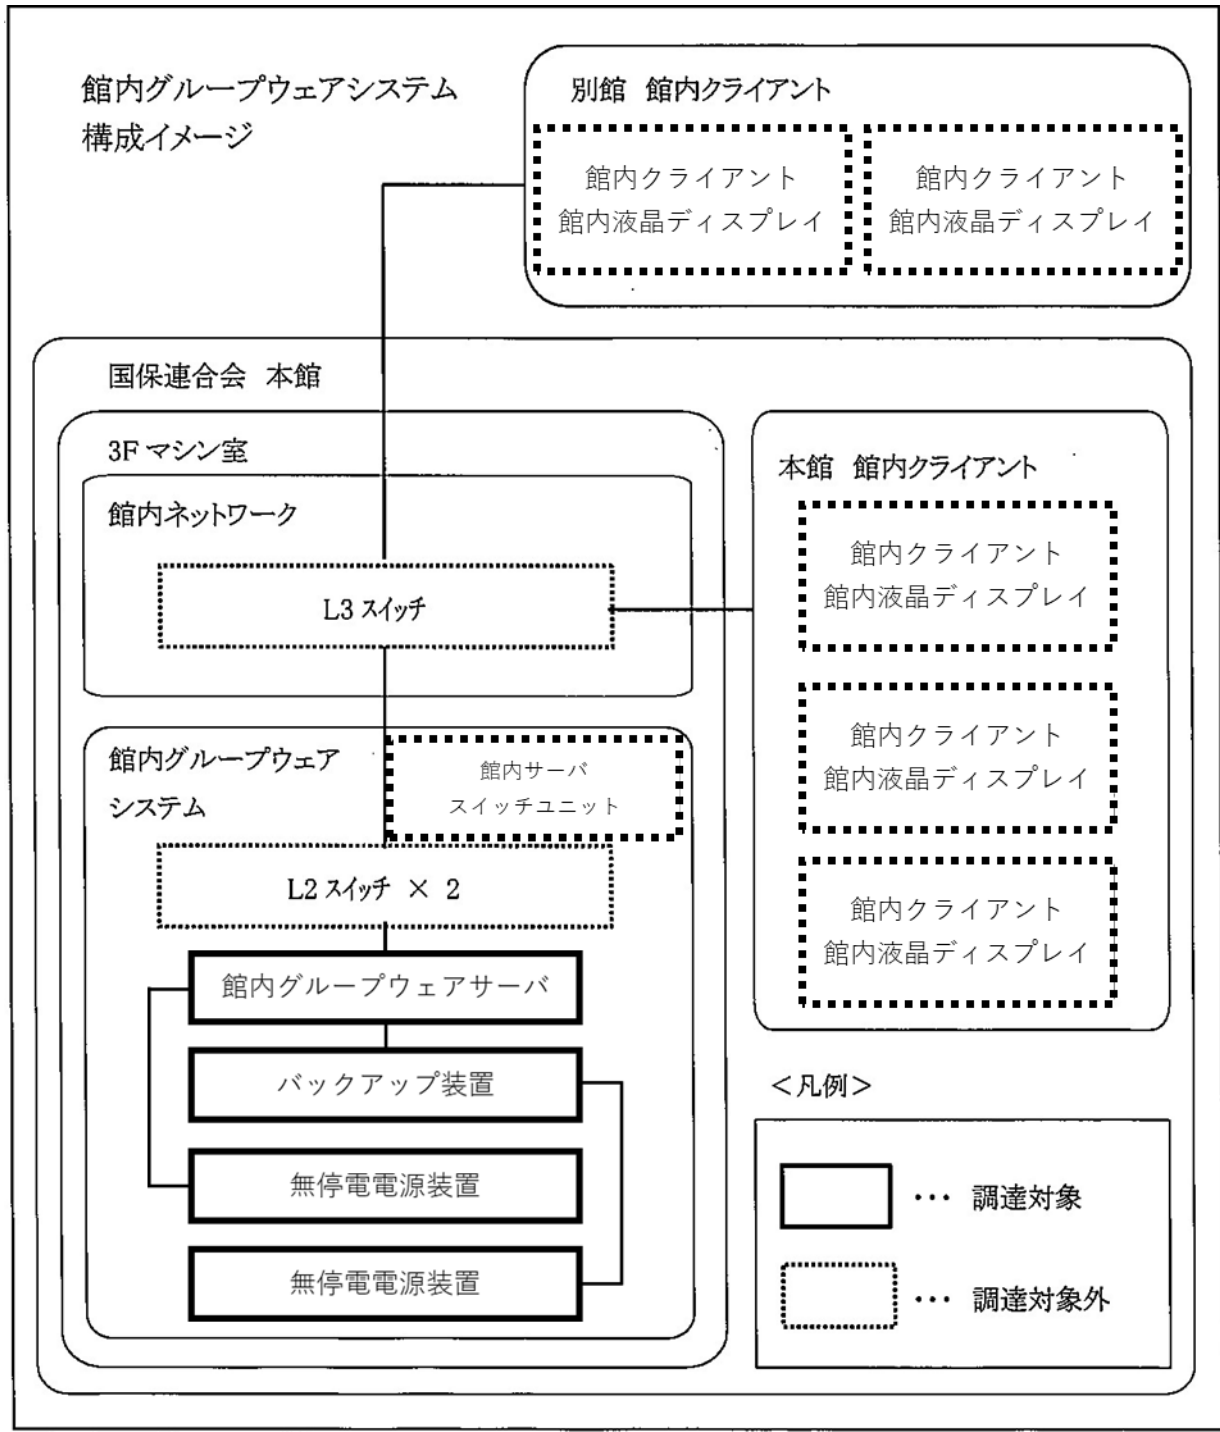 館内グループウェアシステム
構成イメージ
別館 館内クライアント
館内クライアント
館内液晶ディスプレイ
館内クライアント
館内液晶ディスプレイ
国保連合会 本館
3F マシン室
館内ネットワーク
L3 スイッチ
本館 館内クライアント
館内クライアント
館内液晶ディスプレイ
館内クライアント
館内液晶ディスプレイ
館内クライアント
館内液晶ディスプレイ
館内グループウェア
システム
館内サーバ
スイッチユニット
L2 スイッチ × 2
館内グループウェアサーバ
バックアップ装置
無停電電源装置
無停電電源装置
<凡例>
… 調達対象
… 調達対象外